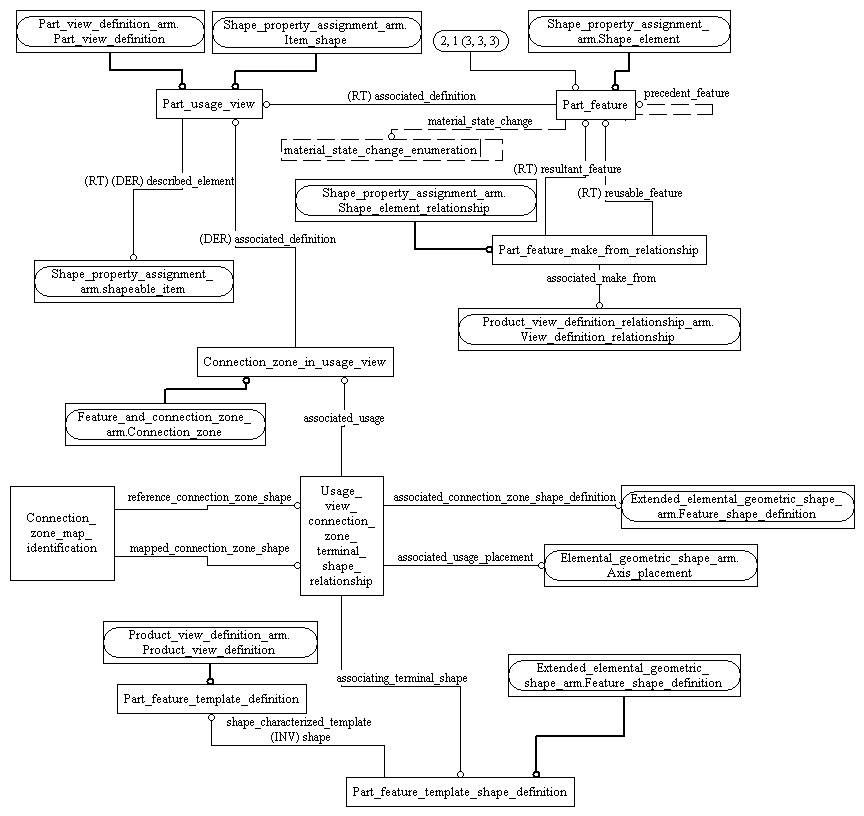 Part_view_definition_arm.
Part_view_definition
Shape_property_assignment_arm.
Item_shape
2, 1 (3, 3, 3)
Shape_property_assignment_
arm.Shape_element
Part_usage_view
(RT) associated_definition
Part_feature
precedent_feature
material_state_change
material_state_change_enumeration
(RT) resultant_feature
(RT) (DER) described_element
Shape_property_assignment_arm.
Shape_element_relationship
(RT) reusable_feature
(DER) associated_definition
Part_feature_make_from_relationship
Shape_property_assignment_
arm.shapeable_item
associated_make_from
Product_view_definition_relationship_arm.
View_definition_relationship
Connection_zone_in_usage_view
Feature_and_connection_zone_
arm.Connection_zone
associated_usage
Connection_
zone_map_
identification
reference_connection_zone_shape
mapped_connection_zone_shape
Usage_
view_
connection_
zone_
terminal_
shape_
relationship
associated_connection_zone_shape_definition
Extended_elemental_geometric_shape_
arm.Feature_shape_definition
associated_usage_placement
Elemental_geometric_shape_arm.
Axis_placement
Product_view_definition_arm.
Product_view_definition
associating_terminal_shape
Extended_elemental_geometric_
shape_arm.Feature_shape_definition
Part_feature_template_definition
shape_characterized_template
(INV) shape
Part_feature_template_shape_definition